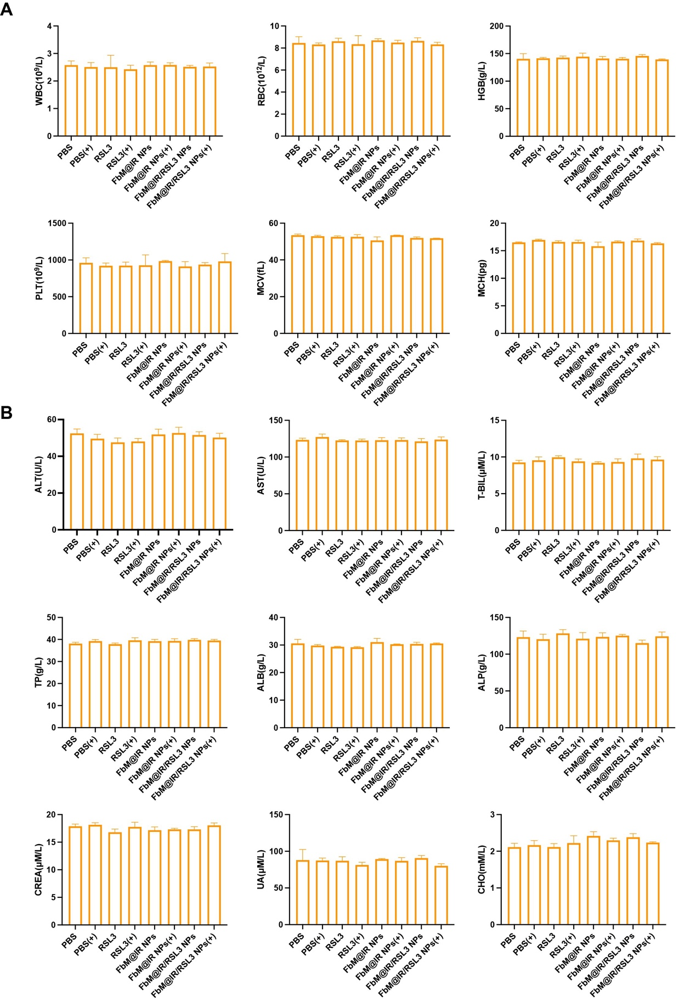 A
WBC(10⁹/L)
4
3
2
1
0
PBS
PBS(+)
RSL3
RSL3(+)
FbM@IR NPs
FbM@IR NPs(+)
FbM@IR/RSL3 NPs
FbM@IR/RSL3 NPs(+)
RBC(10¹²/L)
10
8
6
4
2
0
PBS
PBS(+)
RSL3
RSL3(+)
FbM@IR NPs
FbM@IR NPs(+)
FbM@IR/RSL3 NPs
FbM@IR/RSL3 NPs(+)
HGB(g/L)
200
150
100
50
0
PBS
PBS(+)
RSL3
RSL3(+)
FbM@IR NPs
FbM@IR NPs(+)
FbM@IR/RSL3 NPs
FbM@IR/RSL3 NPs(+)
PLT(10⁹/L)
1500
1000
500
0
PBS
PBS(+)
RSL3
RSL3(+)
FbM@IR NPs
FbM@IR NPs(+)
FbM@IR/RSL3 NPs
FbM@IR/RSL3 NPs(+)
MCV(fL)
60
40
20
0
PBS
PBS(+)
RSL3
RSL3(+)
FbM@IR NPs
FbM@IR NPs(+)
FbM@IR/RSL3 NPs
FbM@IR/RSL3 NPs(+)
MCH(pg)
20
15
10
5
0
PBS
PBS(+)
RSL3
RSL3(+)
FbM@IR NPs
FbM@IR NPs(+)
FbM@IR/RSL3 NPs
FbM@IR/RSL3 NPs(+)
B
ALT(U/L)
60
40
20
0
PBS
PBS(+)
RSL3
RSL3(+)
FbM@IR NPs
FbM@IR NPs(+)
FbM@IR/RSL3 NPs
FbM@IR/RSL3 NPs(+)
AST(U/L)
150
100
50
0
PBS
PBS(+)
RSL3
RSL3(+)
FbM@IR NPs
FbM@IR NPs(+)
FbM@IR/RSL3 NPs
FbM@IR/RSL3 NPs(+)
T-BIL(μM/L)
15
10
5
0
PBS
PBS(+)
RSL3
RSL3(+)
FbM@IR NPs
FbM@IR NPs(+)
FbM@IR/RSL3 NPs
FbM@IR/RSL3 NPs(+)
TP(g/L)
50
40
30
20
10
0
PBS
PBS(+)
RSL3
RSL3(+)
FbM@IR NPs
FbM@IR NPs(+)
FbM@IR/RSL3 NPs
FbM@IR/RSL3 NPs(+)
ALB(g/L)
40
30
20
10
0
PBS
PBS(+)
RSL3
RSL3(+)
FbM@IR NPs
FbM@IR NPs(+)
FbM@IR/RSL3 NPs
FbM@IR/RSL3 NPs(+)
ALP(g/L)
150
100
50
0
PBS
PBS(+)
RSL3
RSL3(+)
FbM@IR NPs
FbM@IR NPs(+)
FbM@IR/RSL3 NPs
FbM@IR/RSL3 NPs(+)
CREA(μM/L)
20
15
10
5
0
PBS
PBS(+)
RSL3
RSL3(+)
FbM@IR NPs
FbM@IR NPs(+)
FbM@IR/RSL3 NPs
FbM@IR/RSL3 NPs(+)
UA(μM/L)
150
100
50
0
PBS
PBS(+)
RSL3
RSL3(+)
FbM@IR NPs
FbM@IR NPs(+)
FbM@IR/RSL3 NPs
FbM@IR/RSL3 NPs(+)
CHO(mM/L)
3
2
1
0
PBS
PBS(+)
RSL3
RSL3(+)
FbM@IR NPs
FbM@IR NPs(+)
FbM@IR/RSL3 NPs
FbM@IR/RSL3 NPs(+)